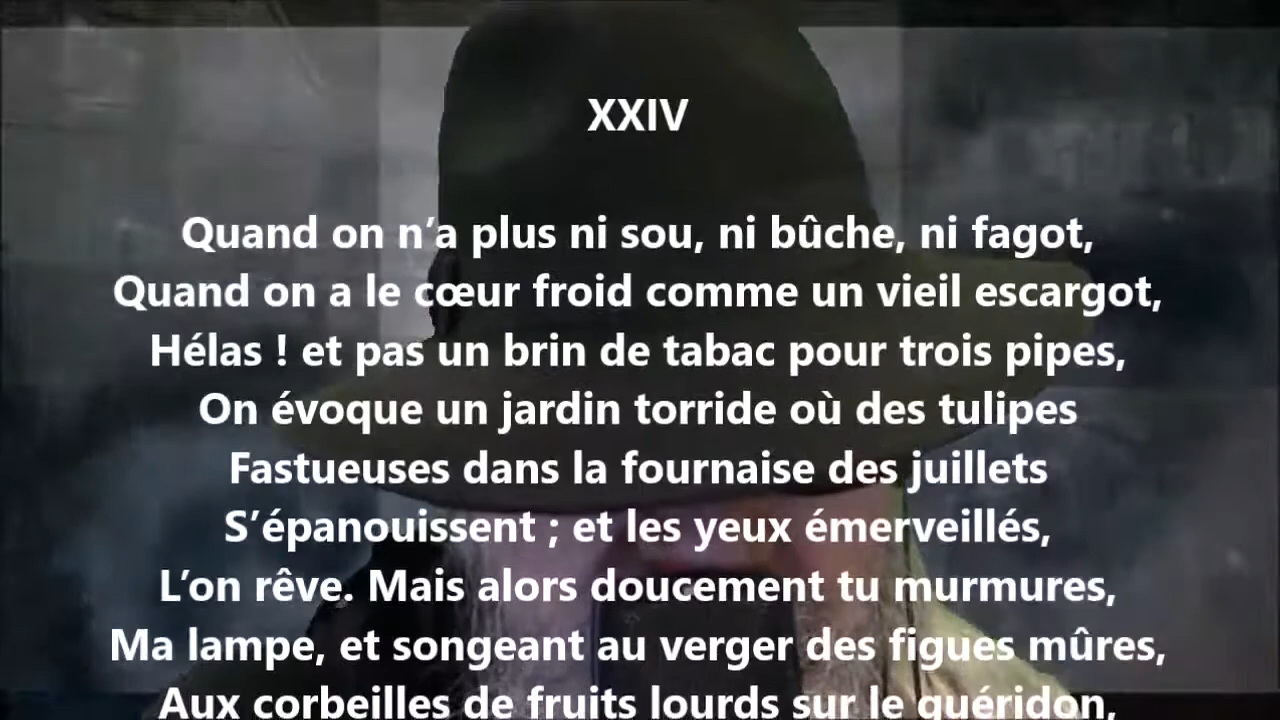 XXIV
Quand on n’a plus ni sou, ni bûche, ni fagot,
Quand on a le cœur froid comme un vieil escargot,
Hélas ! et pas un brin de tabac pour trois pipes,
On évoque un jardin torride où des tulipes
Fastueuses dans la fournaise des juillets
S’épanouissent ; et les yeux émerveillés,
L’on rêve. Mais alors doucement tu murmures,
Ma lampe, et songeant au verger des figues mûres,
Aux corbeilles de fruits lourds sur le guéridon,